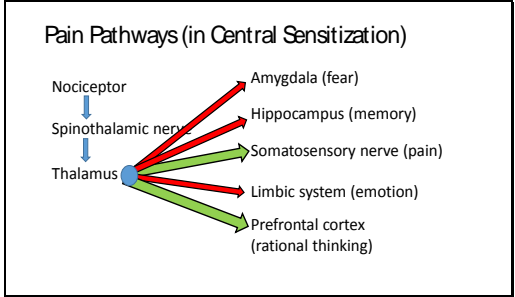 Pain Pathways (in Central Sensitization)
Nociceptor
Spinothalamic nerve
Thalamus
Amygdala (fear)
Hippocampus (memory)
Somatosensory nerve (pain)
Limbic system (emotion)
Prefrontal cortex
(rational thinking)